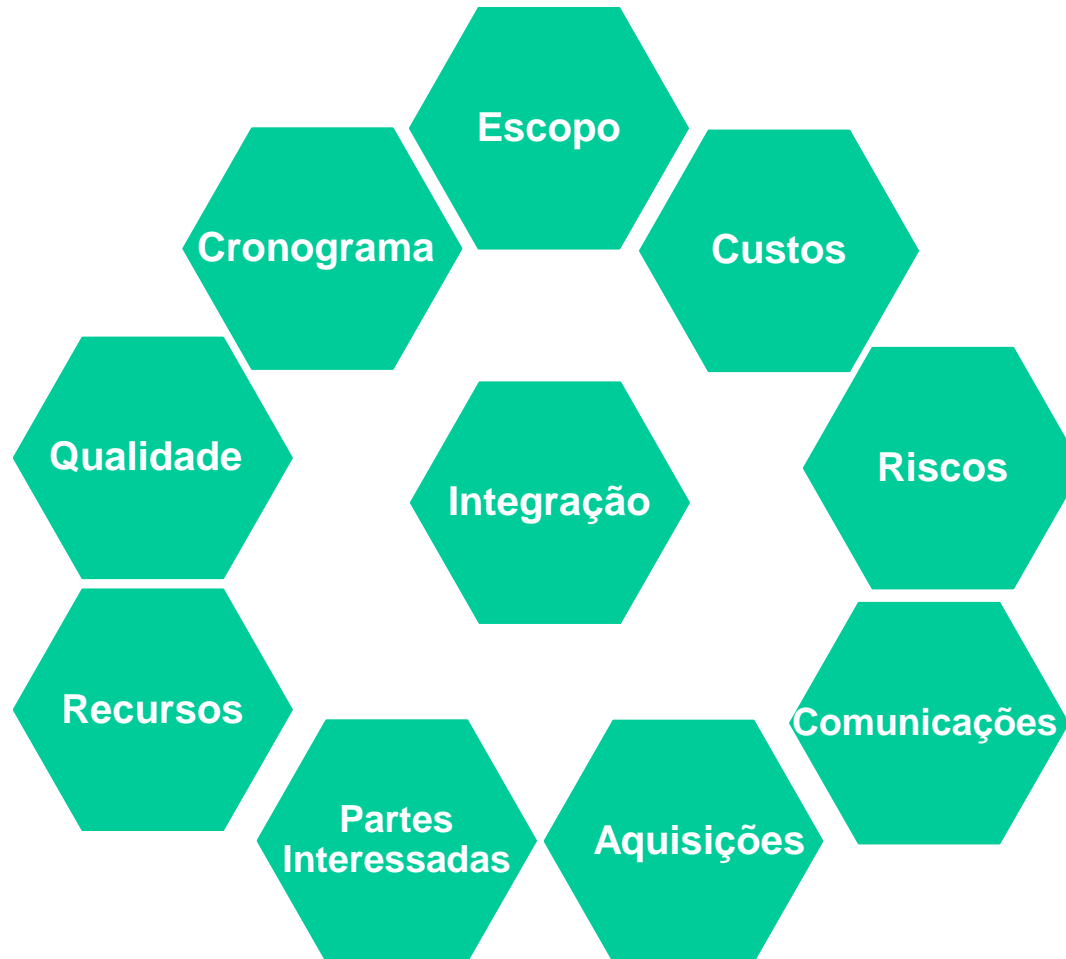 Escopo
Cronograma
Custos
Qualidade
Riscos
Integração
Recursos
Comunicações
Partes
Interessadas
Aquisições